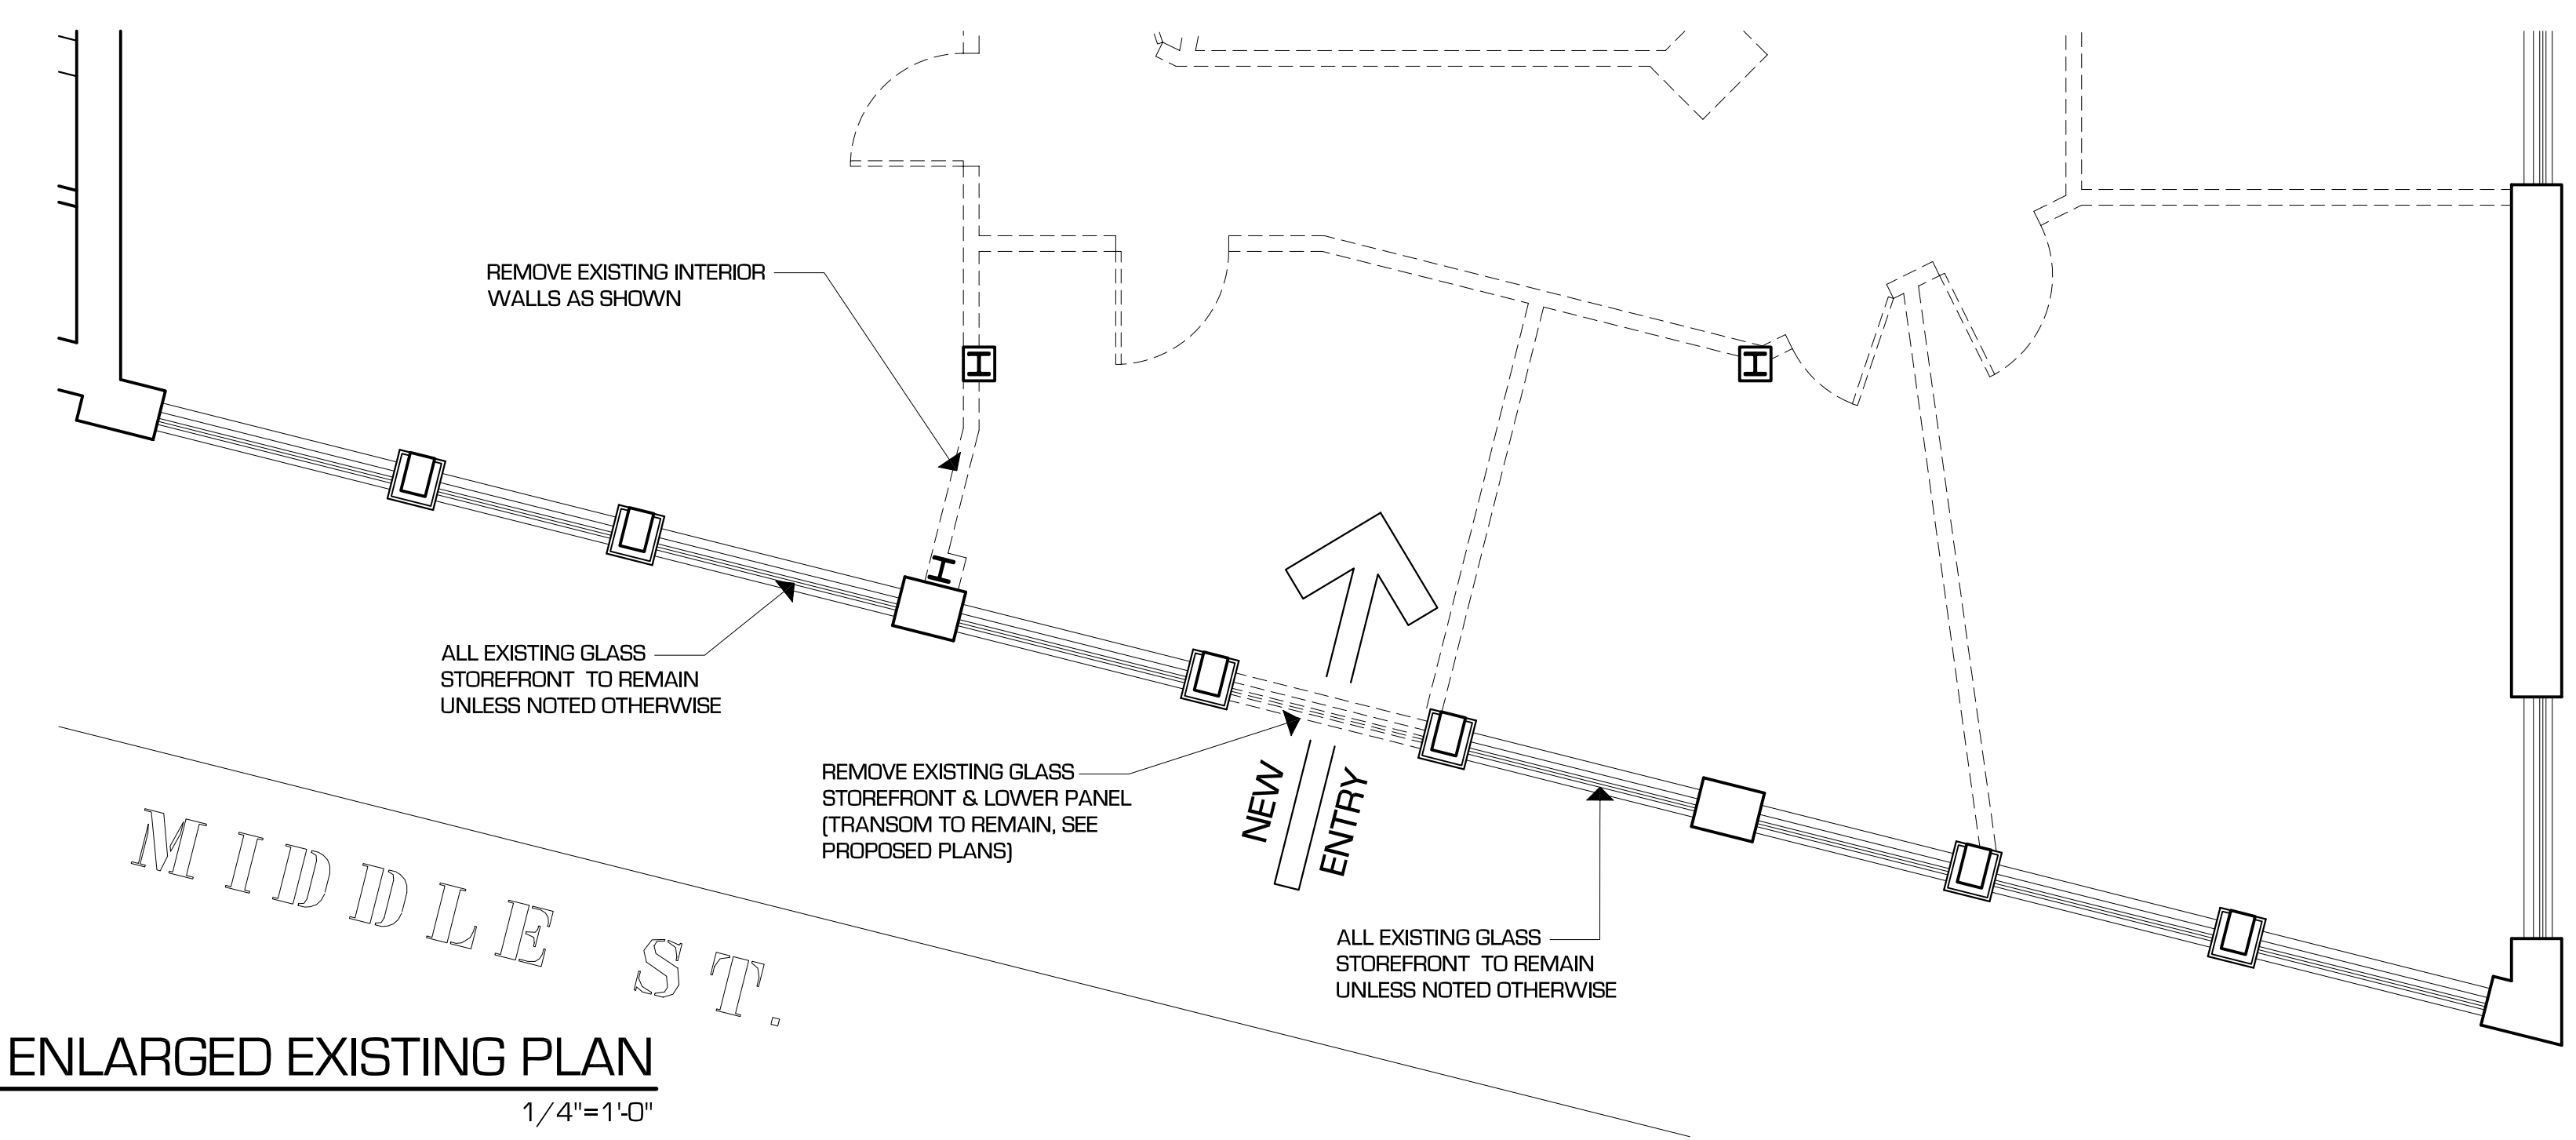 REMOVE EXISTING INTERIOR
WALLS AS SHOWN
ALL EXISTING GLASS
STOREFRONT  TO REMAIN
UNLESS NOTED OTHERWISE
REMOVE EXISTING GLASS
STOREFRONT & LOWER PANEL
(TRANSOM TO REMAIN, SEE
PROPOSED PLANS)
NEW
ENTRY
ALL EXISTING GLASS
STOREFRONT  TO REMAIN
UNLESS NOTED OTHERWISE
MIDDLE ST.
ENLARGED EXISTING PLAN
1/4"=1'-0"